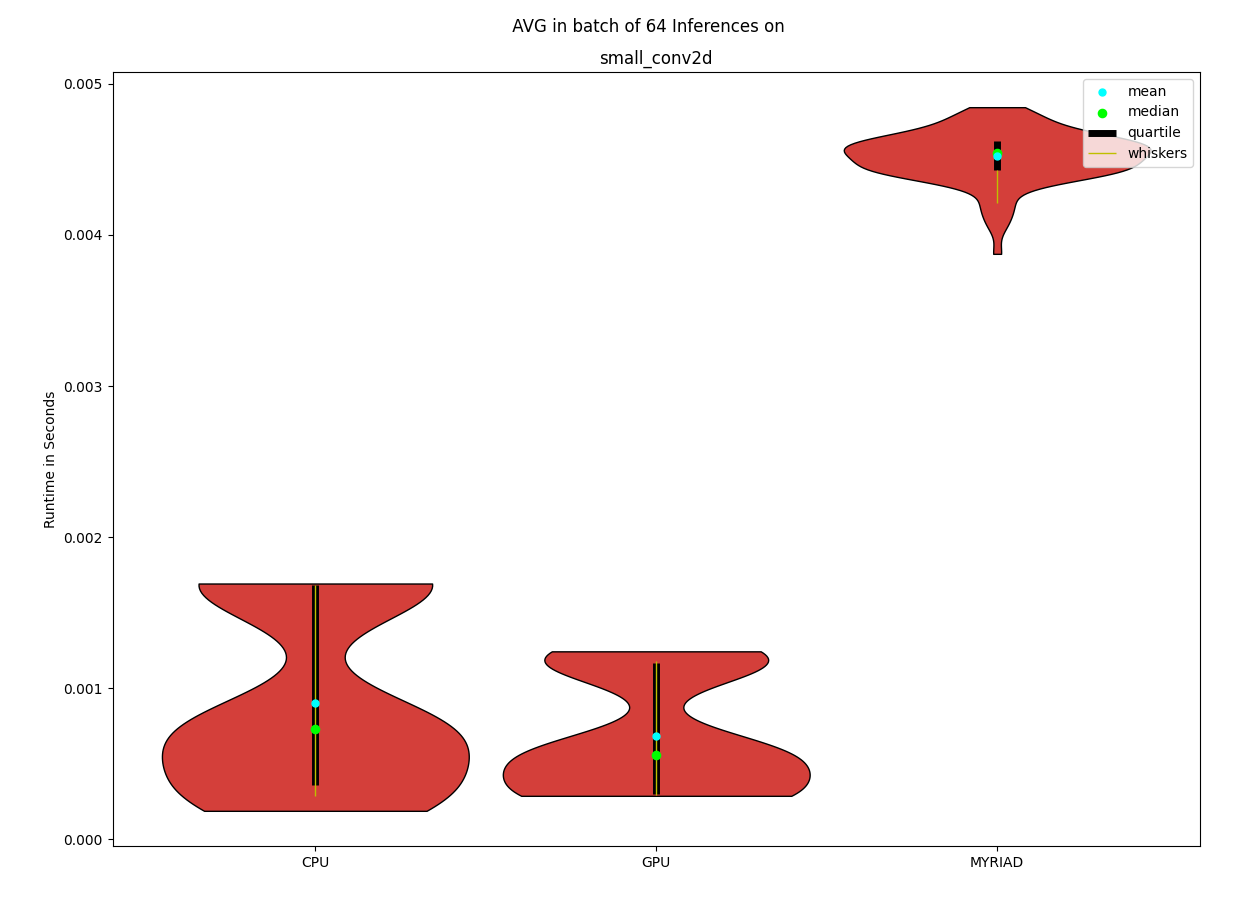 AVG in batch of 64 Inferences on
small_conv2d
0.005
0.004
0.003
0.002
0.001
0.000
Runtime in Seconds
mean
median
quartile
whiskers
CPU
GPU
MYRIAD